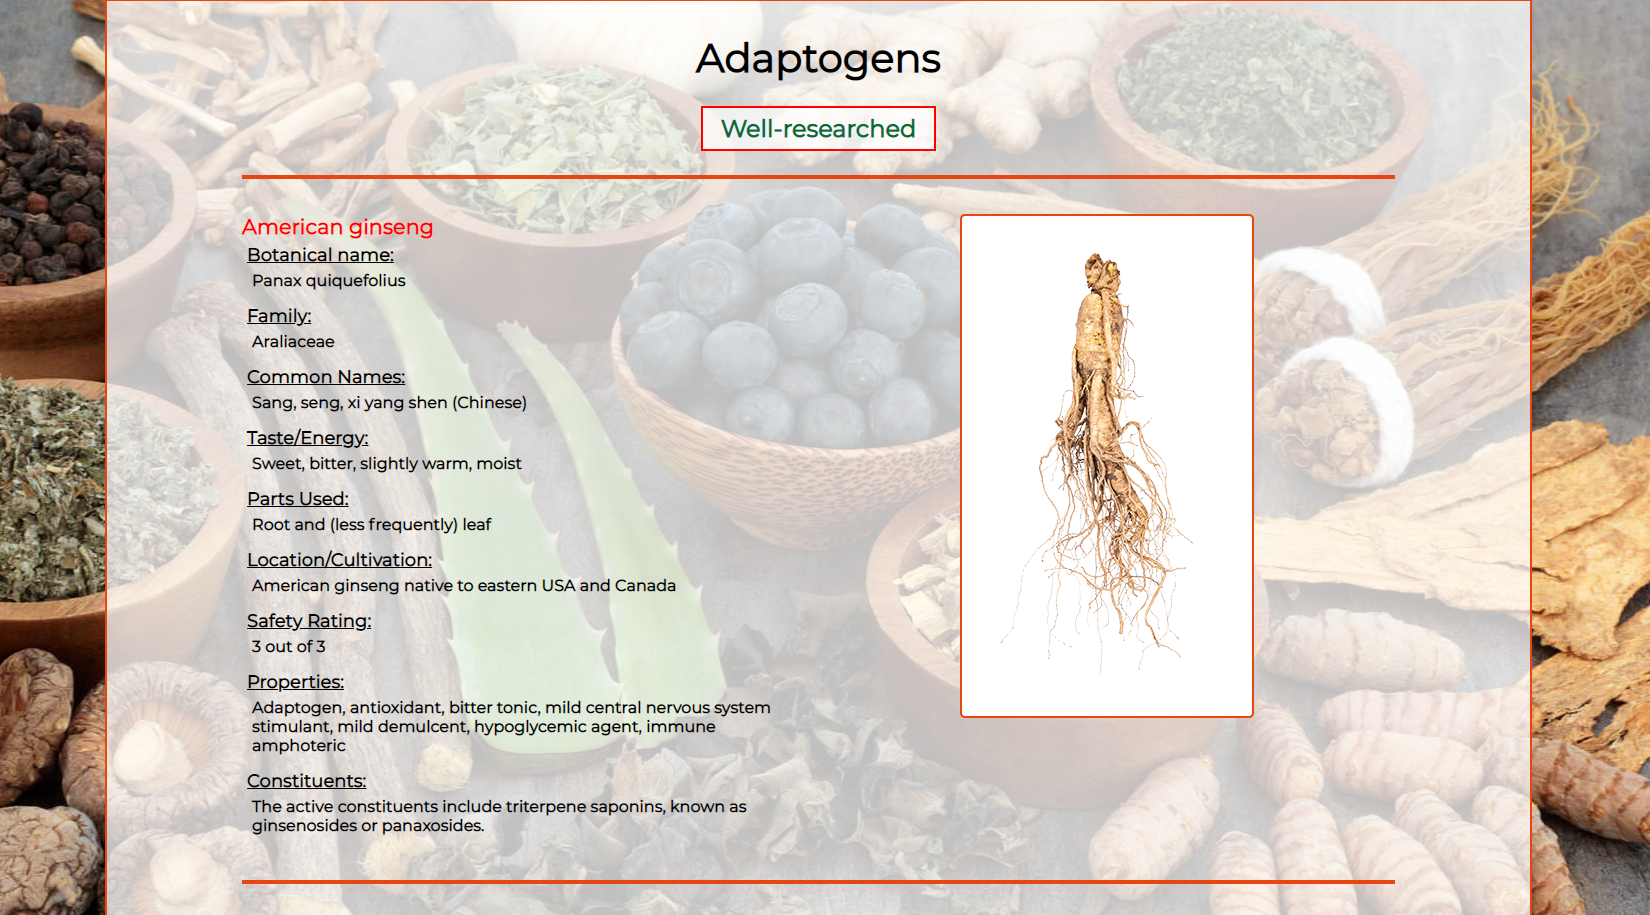 Adaptogens
Well-researched
American ginseng
Botanical name:
Panax quiquefolius
Family:
Araliaceae
Common Names:
Sang, seng, xi yang shen (Chinese)
Taste/Energy:
Sweet, bitter, slightly warm, moist
Parts Used:
Root and (less frequently) leaf
Location/Cultivation:
American ginseng native to eastern USA and Canada
Safety Rating:
3 out of 3
Properties:
Adaptogen, antioxidant, bitter tonic, mild central nervous system
stimulant, mild demulcent, hypoglycemic agent, immune
amphoteric
Constituents:
The active constituents include triterpene saponins, known as
ginsenosides or panaxosides.